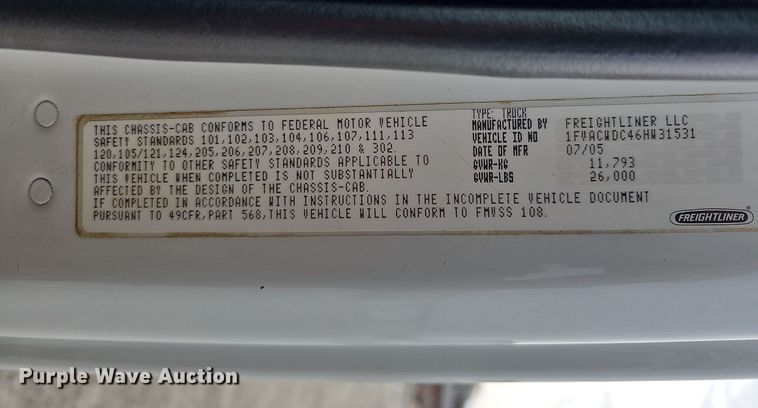 THIS CHASSIS-CAB CONFORMS TO FEDERAL MOTOR VEHICLE
SAFETY STANDARDS 101,102,103,104,106,107,111,113
120,105/121,124,205,206,207,208,209,210 & 302.
CONFORMITY TO OTHER SAFETY STANDARDS APPLICABLE TO
THIS VEHICLE WHEN COMPLETED IS NOT SUBSTANTIALLY
AFFECTED BY THE DESIGN OF THE CHASSIS-CAB.
IF COMPLETED IN ACCORDANCE WITH INSTRUCTIONS IN THE INCOMPLETE VEHICLE DOCUMENT
PURSUANT TO 49CFR,PART 568,THIS VEHICLE WILL CONFORM TO FMVSS 108.
TYPE: TRUCK
MANUFACTURED BY FREIGHTLINER LLC
VEHICLE ID NO 1FVACWDC46HW31531
DATE OF MFR 07/05
GVWR-KG 11,793
GVWR-LBS 26,000
FREIGHTLINER
Purple Wave Auction